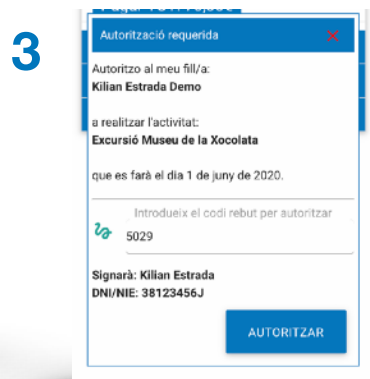 3
Autorització requerida
Autoritzo al meu fill/a:
Kilian Estrada Demo
a realitzar l'activitat:
Excursió Museu de la Xocolata
que es farà el dia 1 de juny de 2020.
Introdueix el codi rebut per autoritzar
5029
Signarà: Kilian Estrada
DNI/NIE: 38123456J
AUTORITZAR